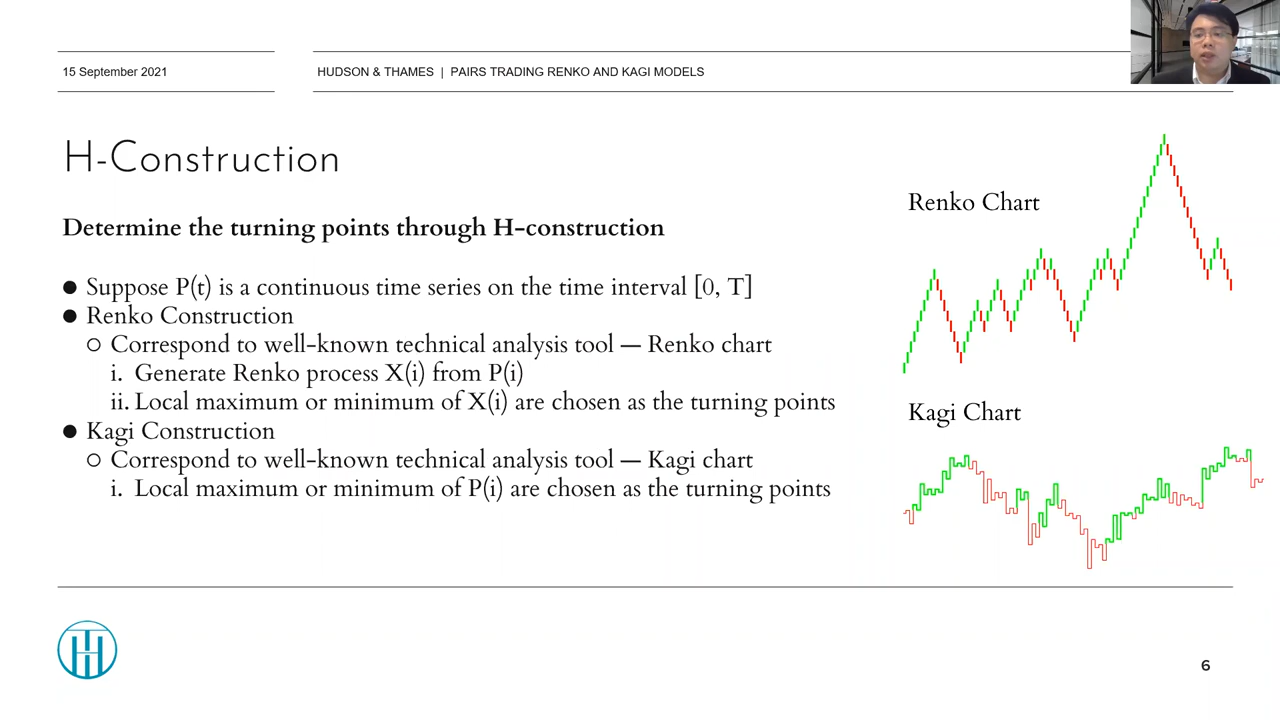 15 September 2021
HUDSON & THAMES | PAIRS TRADING RENKO AND KAGI MODELS
H-Construction
Determine the turning points through H-construction
● Suppose P(t) is a continuous time series on the time interval [0, T]
● Renko Construction
○ Correspond to well-known technical analysis tool — Renko chart
i. Generate Renko process X(i) from P(i)
ii. Local maximum or minimum of X(i) are chosen as the turning points
● Kagi Construction
○ Correspond to well-known technical analysis tool — Kagi chart
i. Local maximum or minimum of P(i) are chosen as the turning points
Renko Chart
Kagi Chart
6